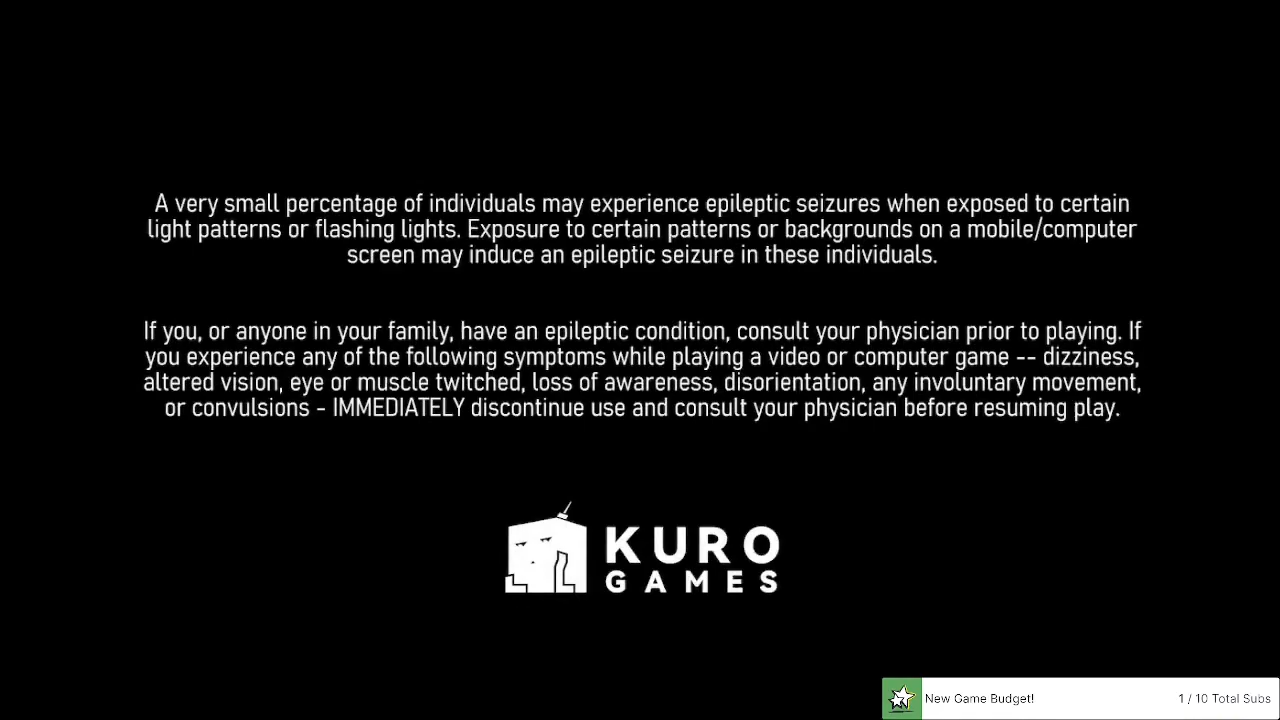 A very small percentage of individuals may experience epileptic seizures when exposed to certain
light patterns or flashing lights. Exposure to certain patterns or backgrounds on a mobile/computer
screen may induce an epileptic seizure in these individuals.
If you, or anyone in your family, have an epileptic condition, consult your physician prior to playing. If
you experience any of the following symptoms while playing a video or computer game -- dizziness,
altered vision, eye or muscle twitched, loss of awareness, disorientation, any involuntary movement,
or convulsions - IMMEDIATELY discontinue use and consult your physician before resuming play.
KURO
GAMES
New Game Budget! 1 / 10 Total Subs